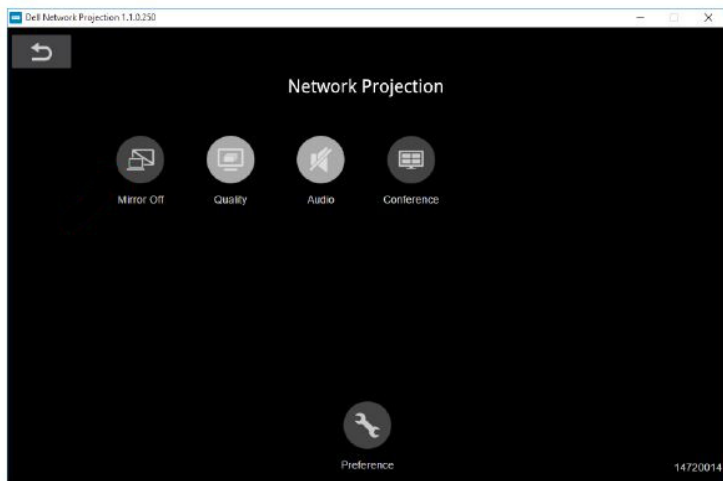 Dell Network Projection 1.1.0.250
Network Projection
Mirror Off
Quality
Audio
Conference
Preference
14720014